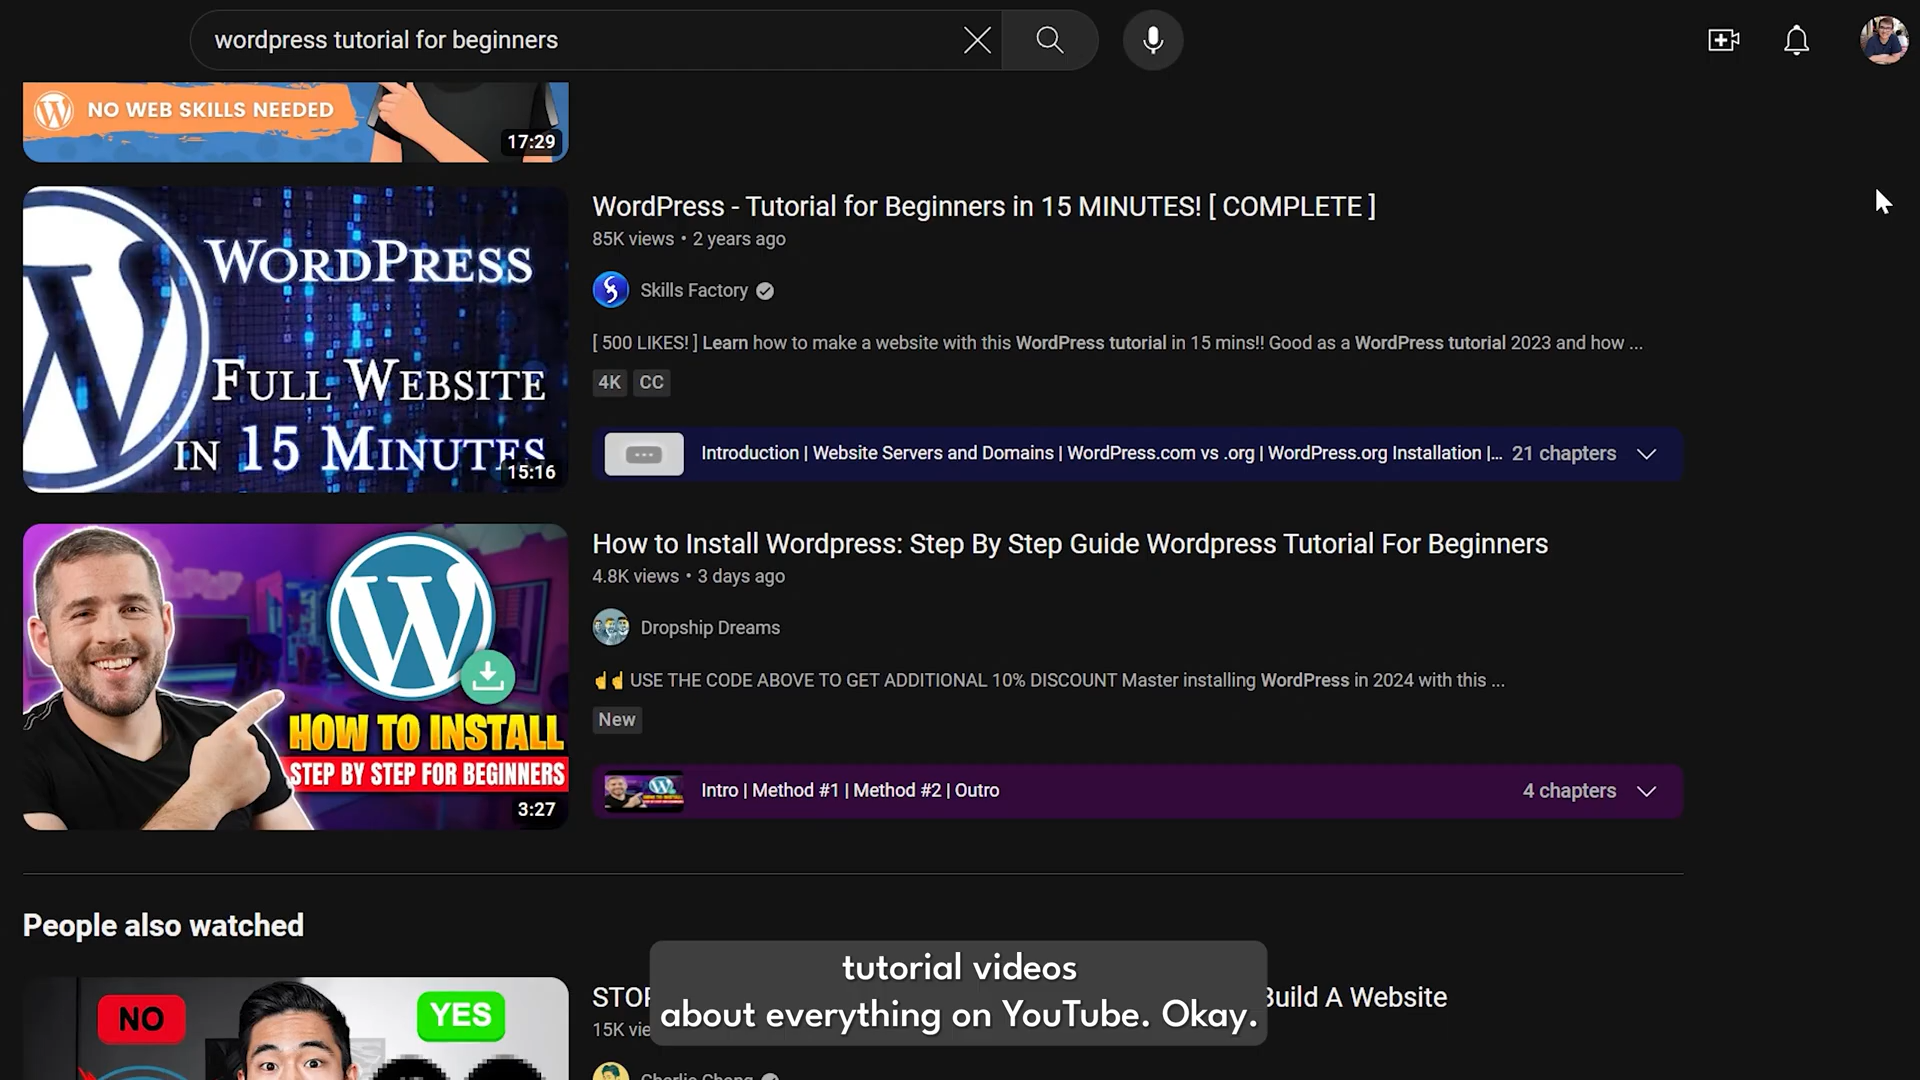 wordpress tutorial for beginners
NO WEB SKILLS NEEDED
17:29
WORDPRESS
FULL WEBSITE
IN 15 MINUTES
15:16
WordPress - Tutorial for Beginners in 15 MINUTES! [ COMPLETE ]
85K views • 2 years ago
Skills Factory
[ 500 LIKES! ] Learn how to make a website with this WordPress tutorial in 15 mins!! Good as a WordPress tutorial 2023 and how ...
4K CC
Introduction | Website Servers and Domains | WordPress.com vs .org | WordPress.org Installation |... 21 chapters
HOW TO INSTALL
STEP BY STEP FOR BEGINNERS
3:27
How to Install Wordpress: Step By Step Guide Wordpress Tutorial For Beginners
4.8K views • 3 days ago
Dropship Dreams
☝☝ USE THE CODE ABOVE TO GET ADDITIONAL 10% DISCOUNT Master installing WordPress in 2024 with this ...
New
Intro | Method #1 | Method #2 | Outro 4 chapters
People also watched
NO
YES
Build A Website
15K
tutorial videos
about everything on YouTube. Okay.